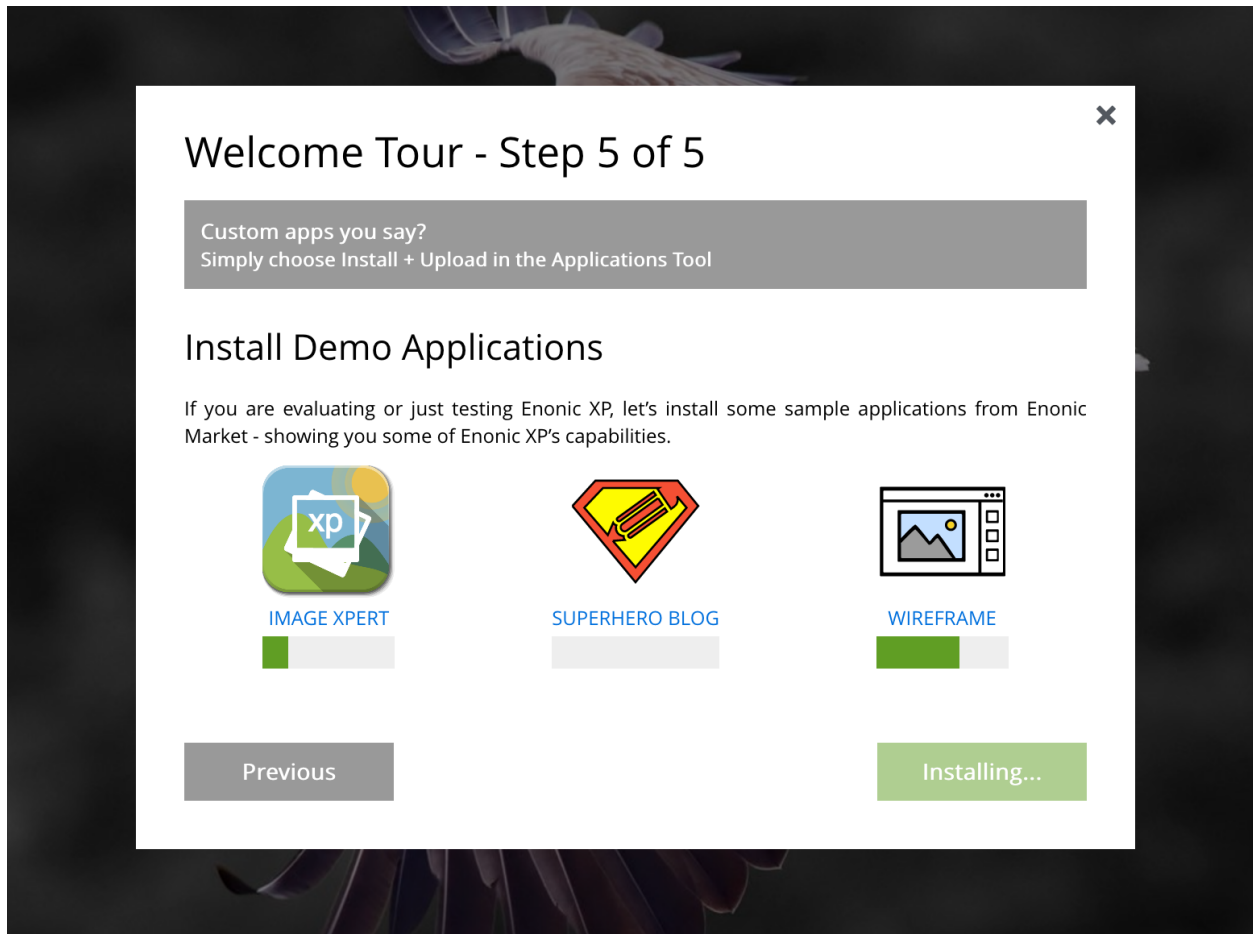 Welcome Tour - Step 5 of 5
Custom apps you say?
Simply choose Install + Upload in the Applications Tool
Install Demo Applications
If you are evaluating or just testing Enonic XP, let’s install some sample applications from Enonic
Market - showing you some of Enonic XP’s capabilities.
xp
IMAGE XPERT
SUPERHERO BLOG
WIREFRAME
Previous
Installing...